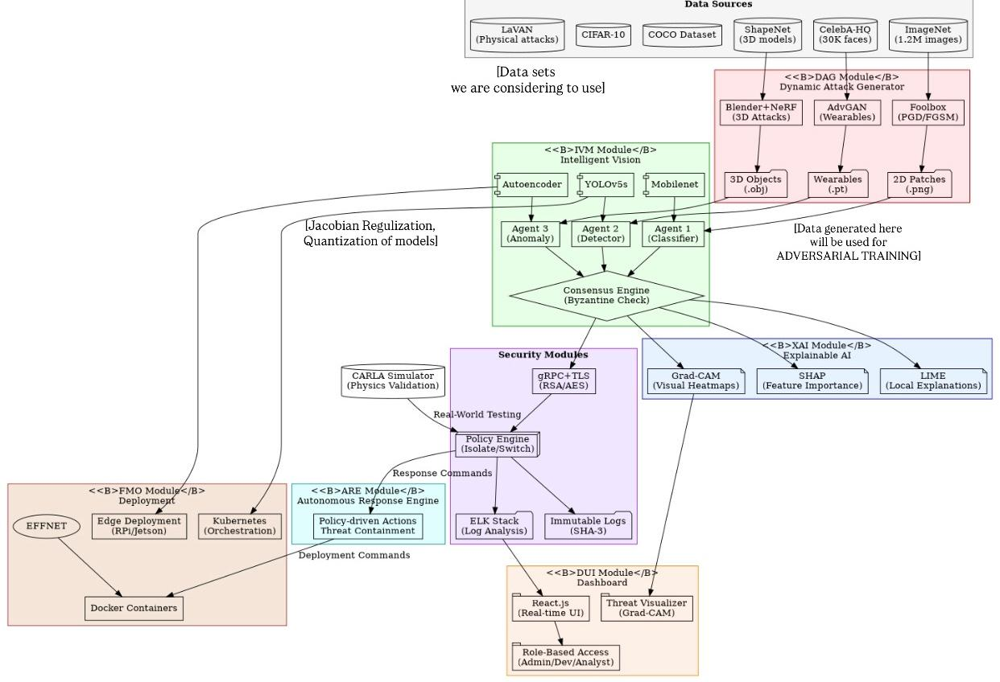 Data Sources
LaVAN
(Physical attacks)
CIFAR-10
COCO Dataset
ShapeNet
(3D models)
CelebA-HQ
(30K faces)
ImageNet
(1.2M images)
[Data sets
we are considering to use]
<<B>DAG Module</B>
Dynamic Attack Generator
Blender+NeRF
(3D Attacks)
AdvGAN
(Wearables)
Foolbox
(PGD/FGSM)
3D Objects
(.obj)
Wearables
(.pt)
2D Patches
(.png)
<<B>IVM Module</B>
Intelligent Vision
Autoencoder
YOLOv5s
Mobilenet
Agent 3
(Anomaly)
Agent 2
(Detector)
Agent 1
(Classifier)
[Jacobian Regulization,
Quantization of models]
[Data generated here
will be used for
ADVERSARIAL TRAINING]
Consensus Engine
(Byzantine Check)
Security Modules
gRPC+TLS
(RSA/AES)
CARLA Simulator
(Physics Validation)
Real-World Testing
Policy Engine
(Isolate/Switch)
Response Commands
ELK Stack
(Log Analysis)
Immutable Logs
(SHA-3)
<<B>XAI Module</B>
Explainable AI
Grad-CAM
(Visual Heatmaps)
SHAP
(Feature Importance)
LIME
(Local Explanations)
<<B>FMO Module</B>
Deployment
EFFNET
Edge Deployment
(RPi/Jetson)
Kubernetes
(Orchestration)
Docker Containers
<<B>ARE Module</B>
Autonomous Response Engine
Policy-driven Actions
Threat Containment
Deployment Commands
<<B>DUI Module</B>
Dashboard
React.js
(Real-time UI)
Threat Visualizer
(Grad-CAM)
Role-Based Access
(Admin/Dev/Analyst)